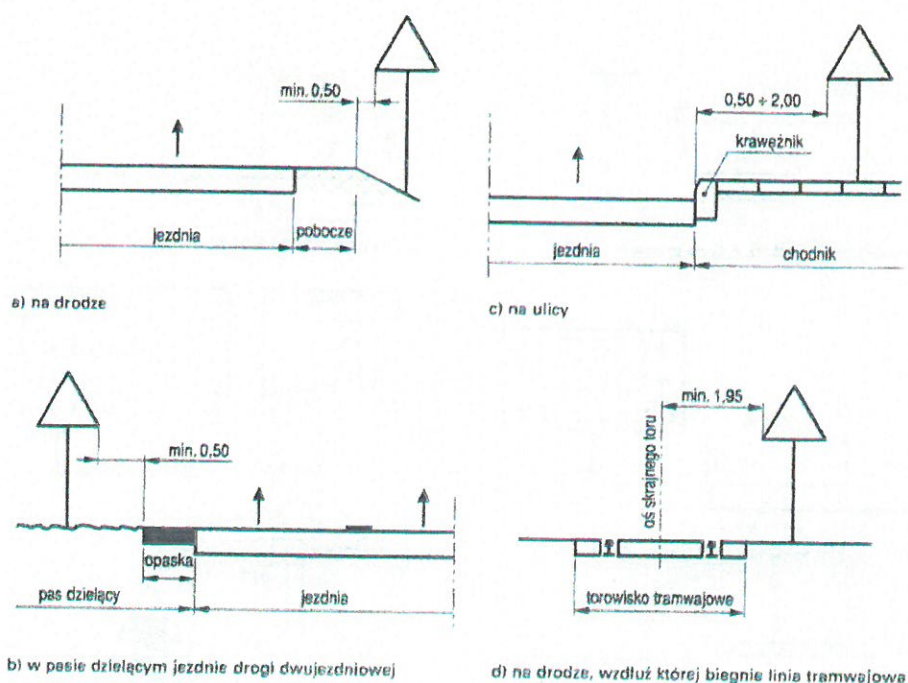 min. 0,50
jezdnia
pobocze
a) na drodze
0,50 ÷ 2,00
krawężnik
jezdnia
chodnik
c) na ulicy
min. 0,50
opaska
pas dzielący
jezdnia
b) w pasie dzielącym jezdnie drogi dwujezdniowej
min. 1,95
oś skrajnego toru
torowisko tramwajowe
d) na drodze, wzdłuż której biegnie linia tramwajowa